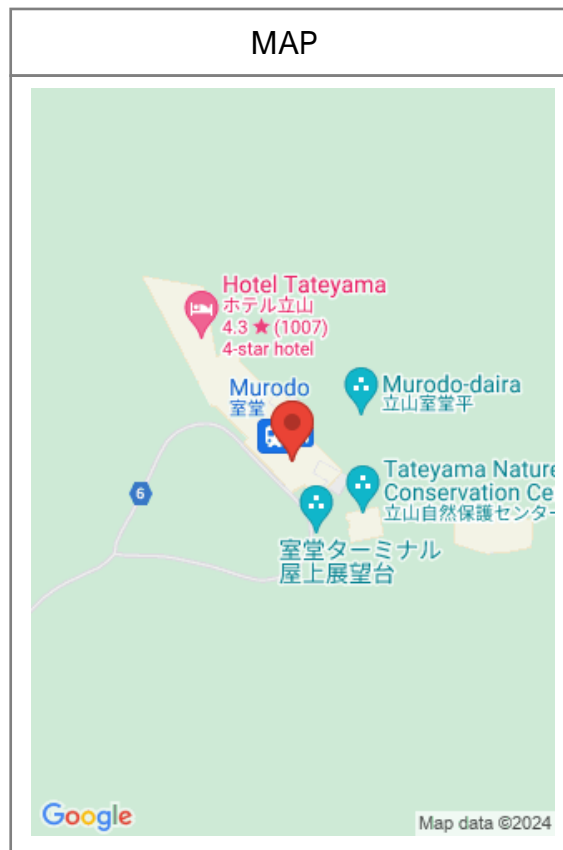 MAP
Hotel Tateyama
ホテル立山
4.3 ★ (1007)
4-star hotel
Murodo
室堂
Murodo-daira
立山室堂平
6
Tateyama Nature
Conservation Ce
立山自然保護センター
室堂ターミナル
屋上展望台
Google
Map data ©2024